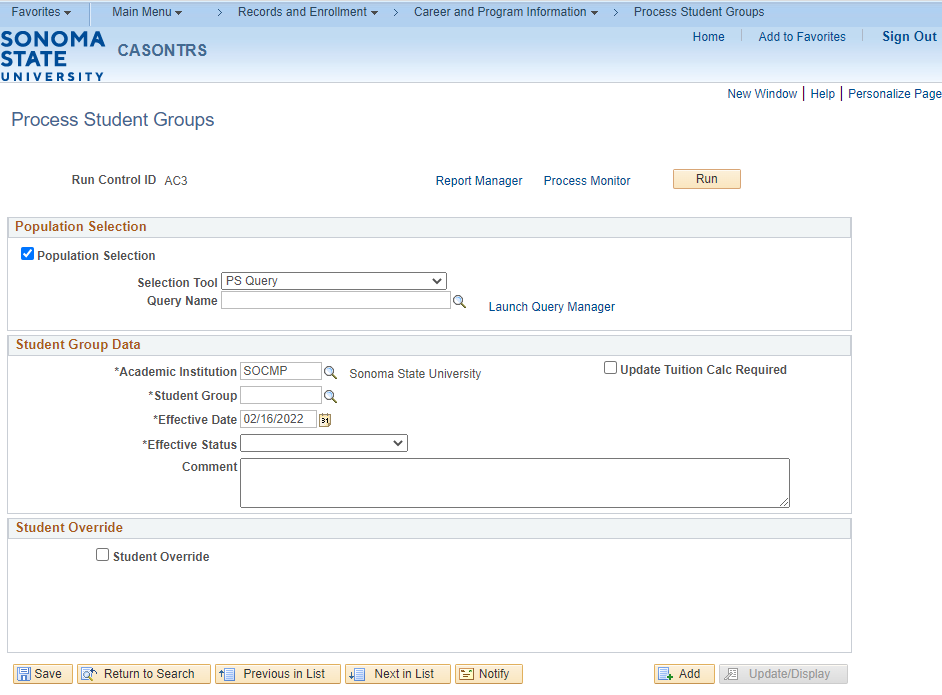 Favorites Main Menu > Records and Enrollment > Career and Program Information > Process Student Groups
SONOMA
STATE
UNIVERSITY
CASONTRS
Home Add to Favorites Sign Out
New Window Help Personalize Page
Process Student Groups
Run Control ID AC3 Report Manager Process Monitor Run
Population Selection
Population Selection
Selection Tool PS Query
Query Name
Launch Query Manager
Student Group Data
*Academic Institution SOCMP Sonoma State University Update Tuition Calc Required
*Student Group
*Effective Date 02/16/2022 31
*Effective Status
Comment
Student Override
Student Override
Save Return to Search Previous in List Next in List Notify Add Update/Display